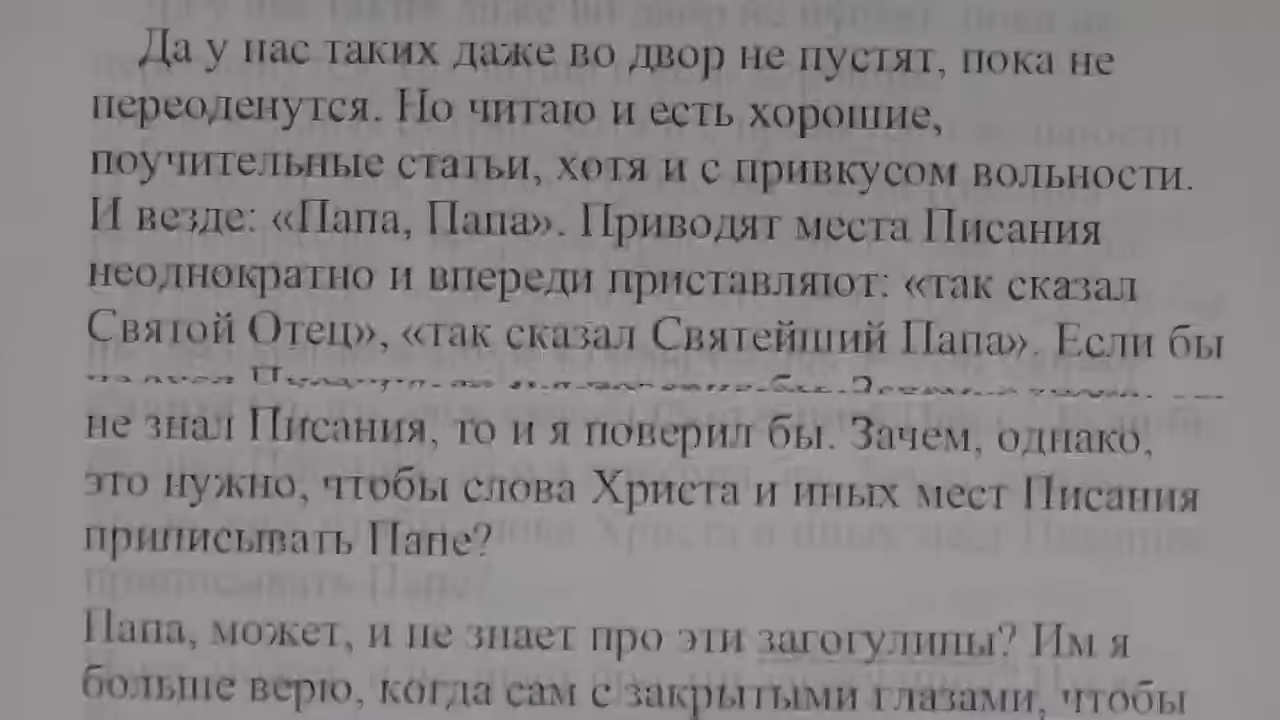 Да у нас таких даже во двор не пустят, пока не
переоденутся. Но читаю и есть хорошие,
поучительные статьи, хотя и с привкусом вольности.
И везде: «Папа, Папа». Приводят места Писания
неоднократно и впереди приставляют: «так сказал
Святой Отец», «так сказал Святейший Папа». Если бы
не знал Писания, то и я поверил бы. Зачем, однако,
это нужно, чтобы слова Христа и иных мест Писания
приписывать Папе?
Папа, может, и не знает про эти загогулины? Им я
больше верю, когда сам с закрытыми глазами, чтобы